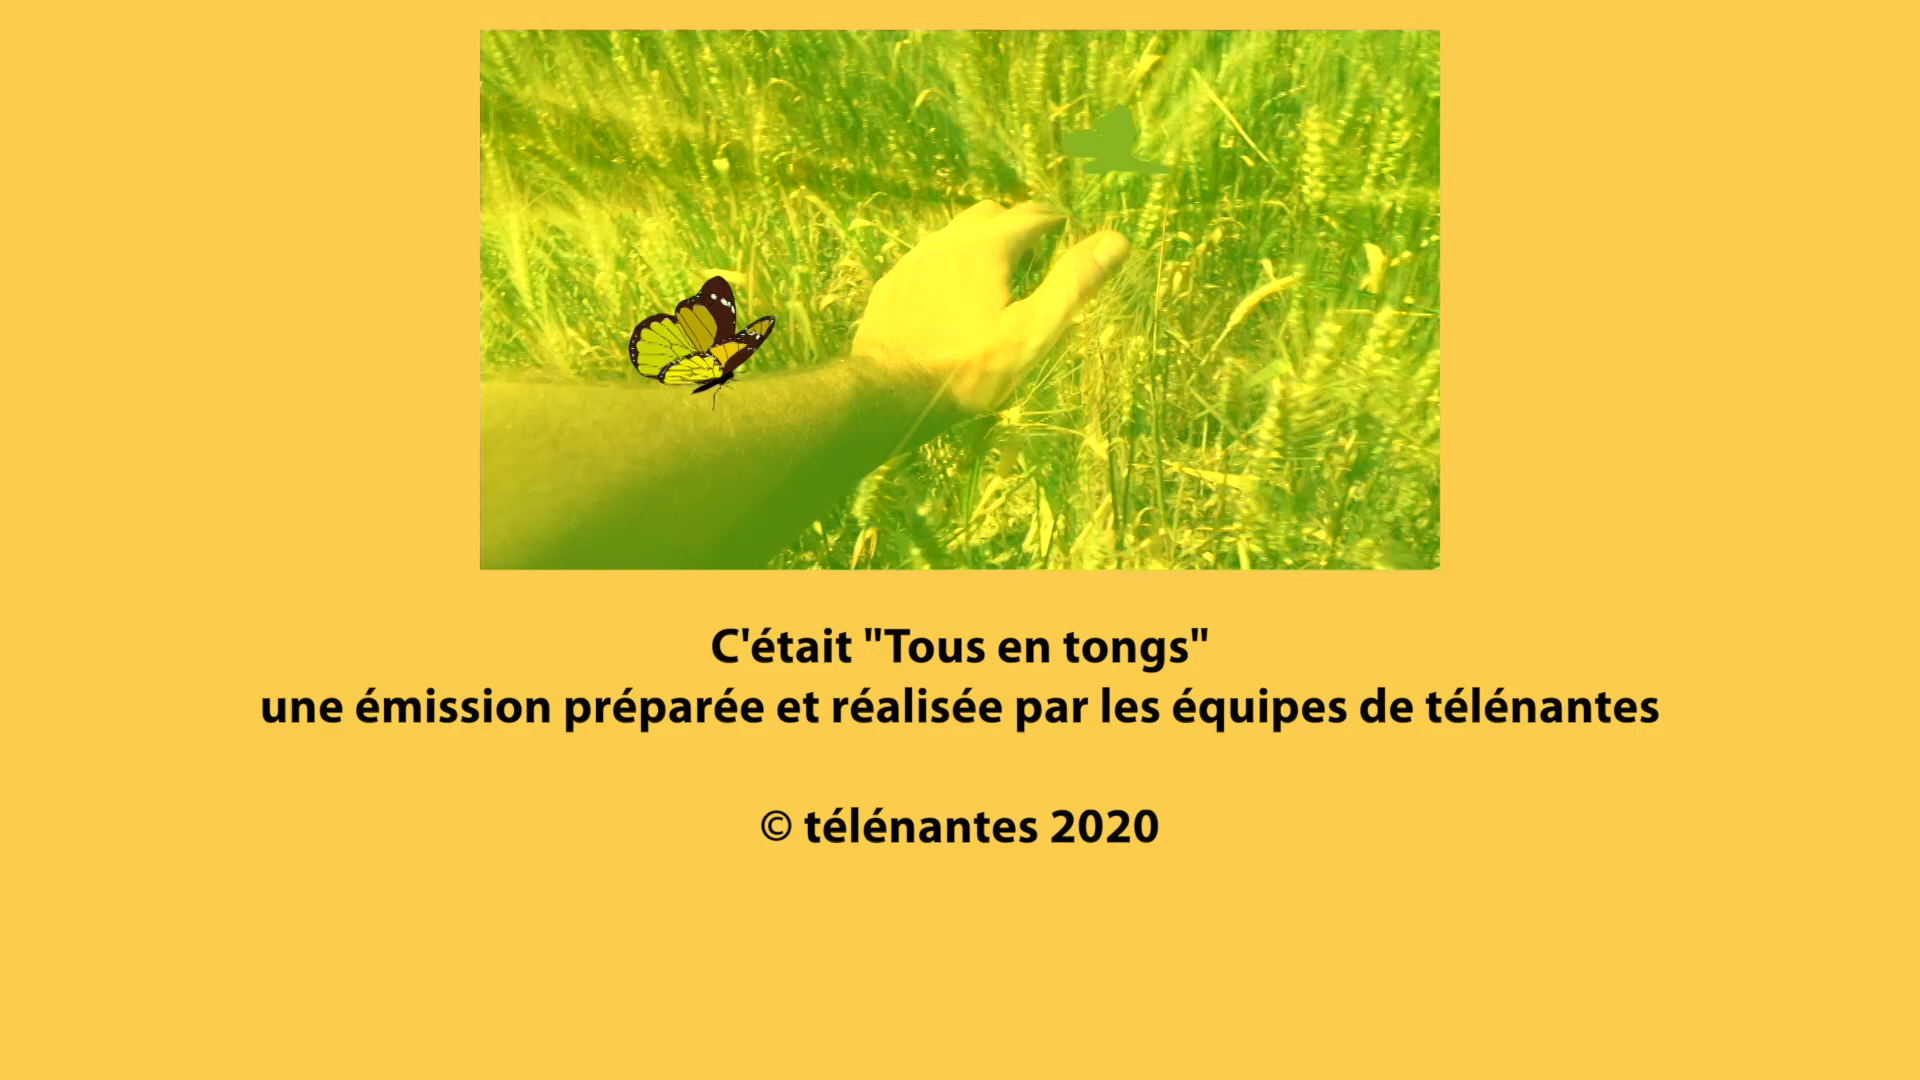 C'était "Tous en tongs"
une émission préparée et réalisée par les équipes de télénantes
© télénantes 2020